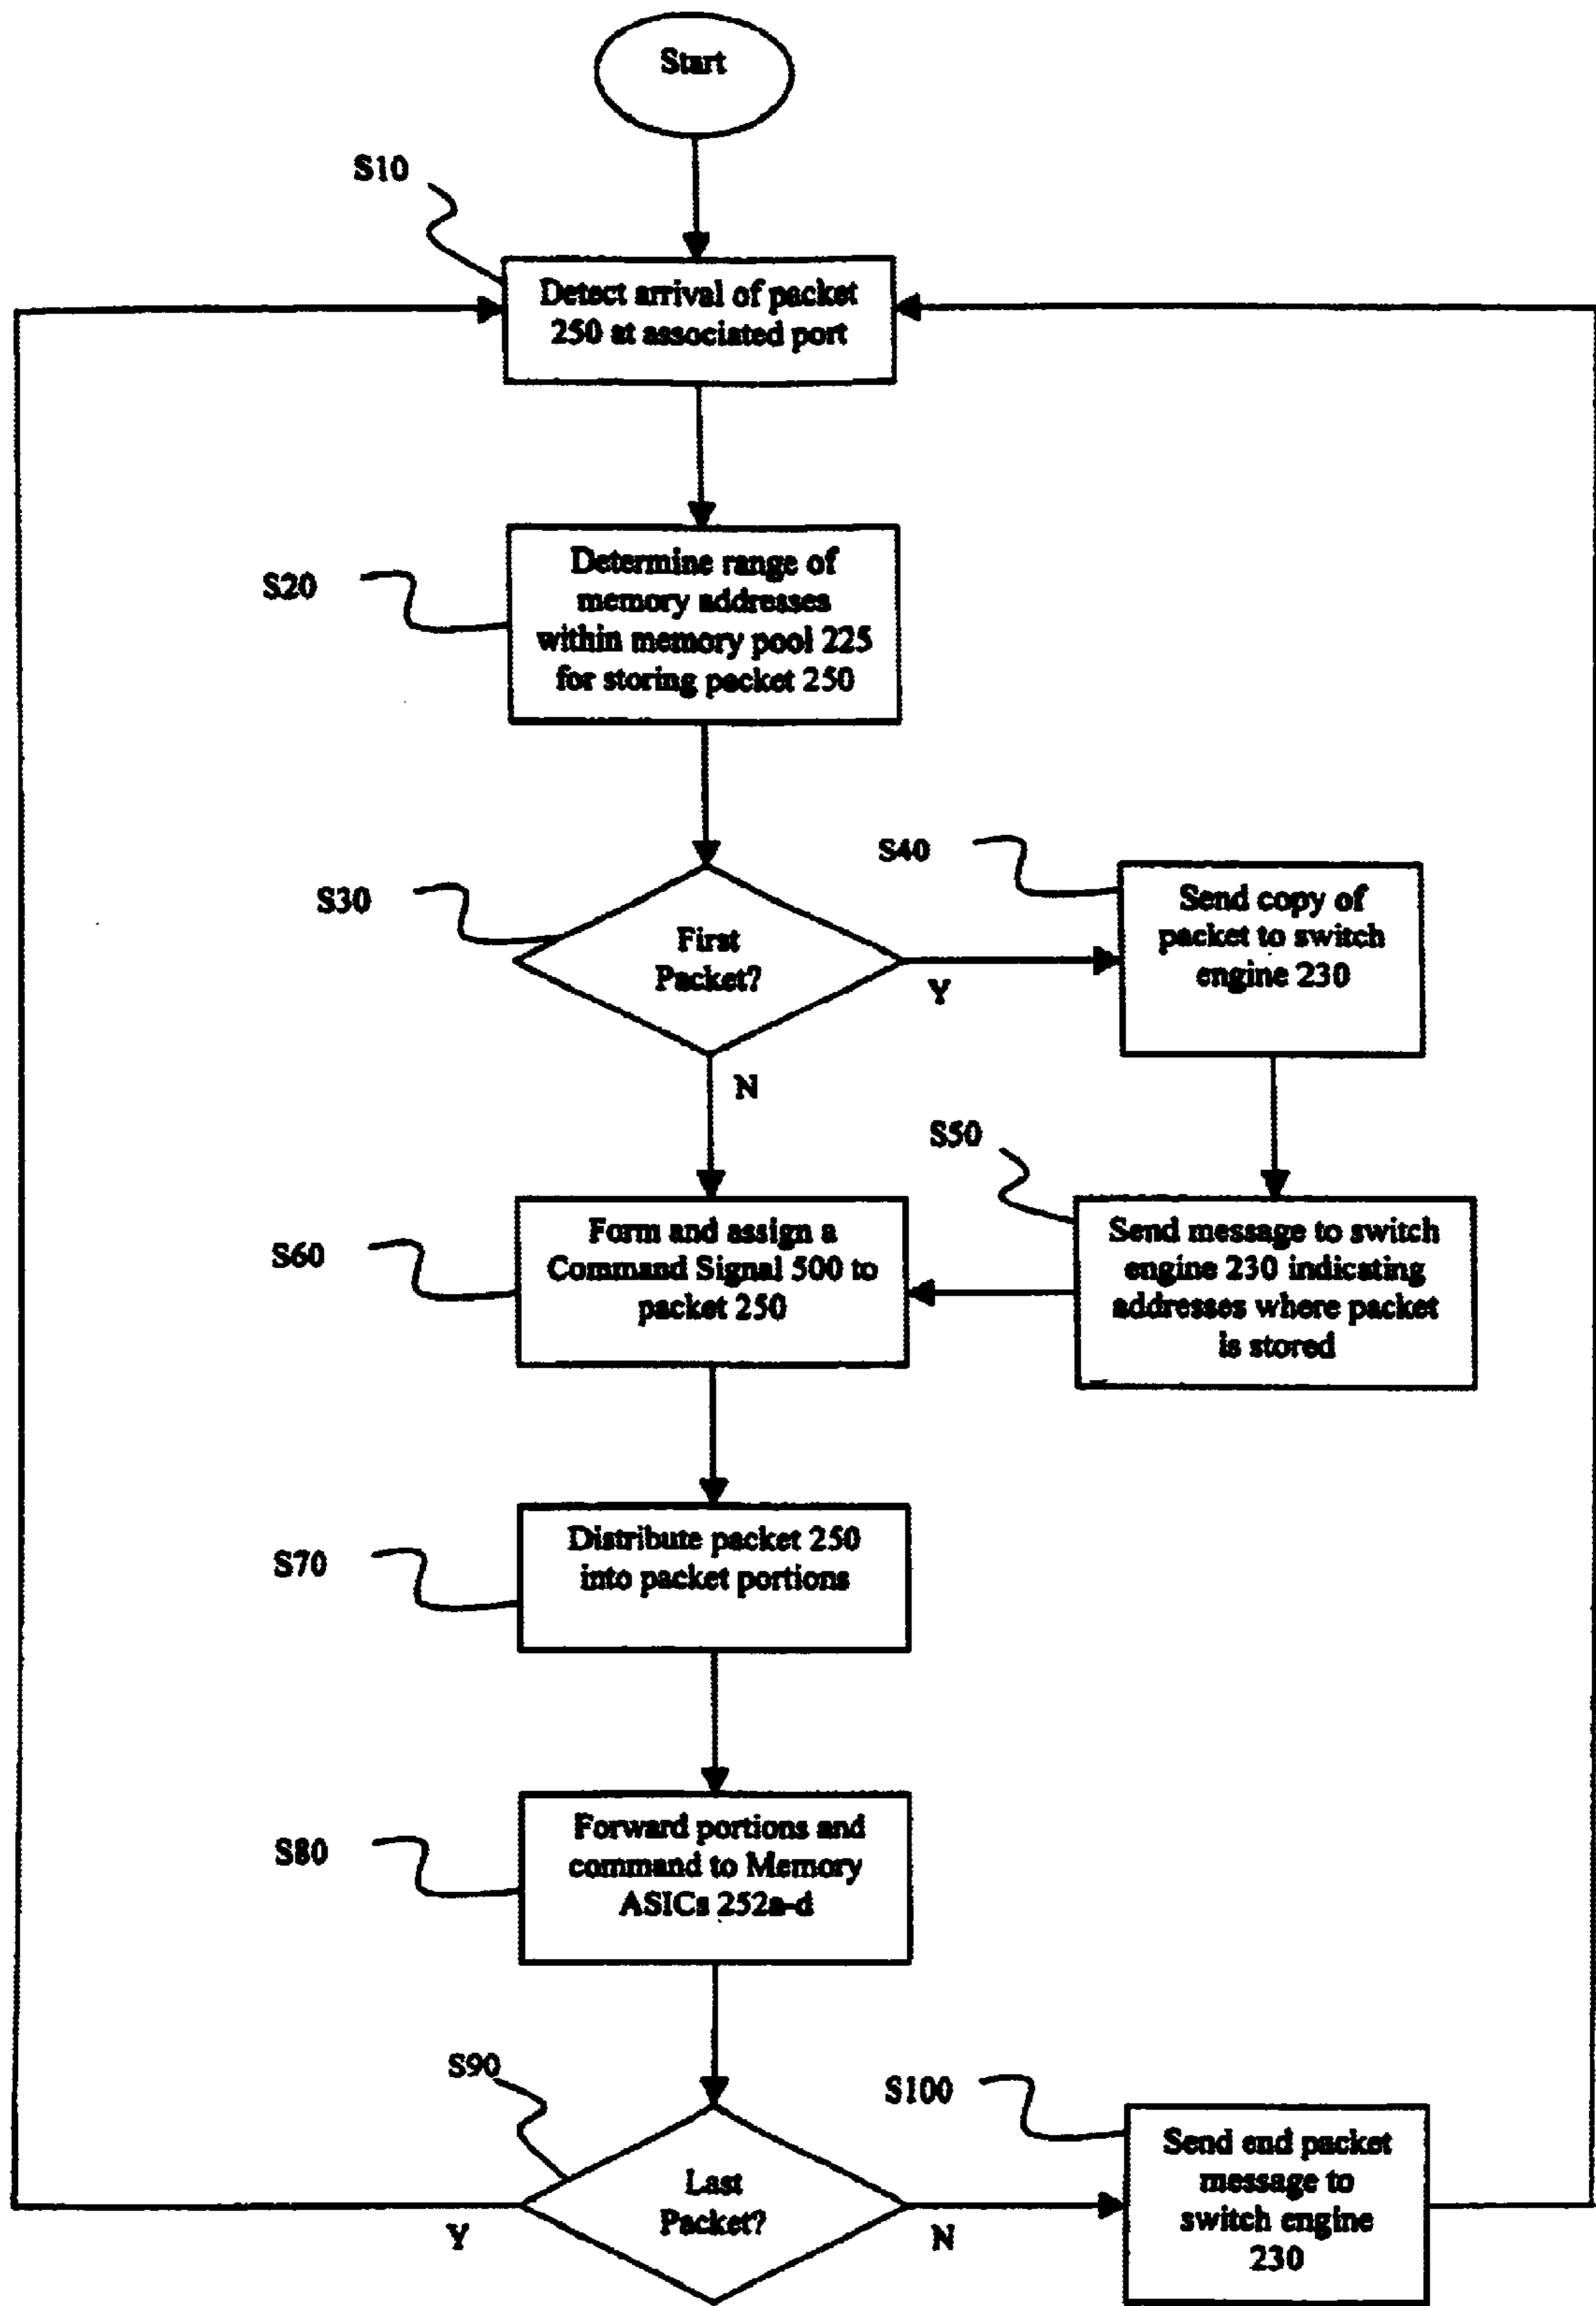 Start
S10
Detect arrival of packet
250 at associated port
S20
Determine range of
memory addresses
within memory pool 225
for storing packet 250
S30
First
Packet?
Y
N
S40
Send copy of
packet to switch
engine 230
S50
Send message to switch
engine 230 indicating
addresses where packet
is stored
S60
Form and assign a
Command Signal 500 to
packet 250
S70
Distribute packet 250
into packet portions
S80
Forward portions and
command to Memory
ASICs 252a-d
S90
Last
Packet?
Y
N
S100
Send end packet
message to
switch engine
230